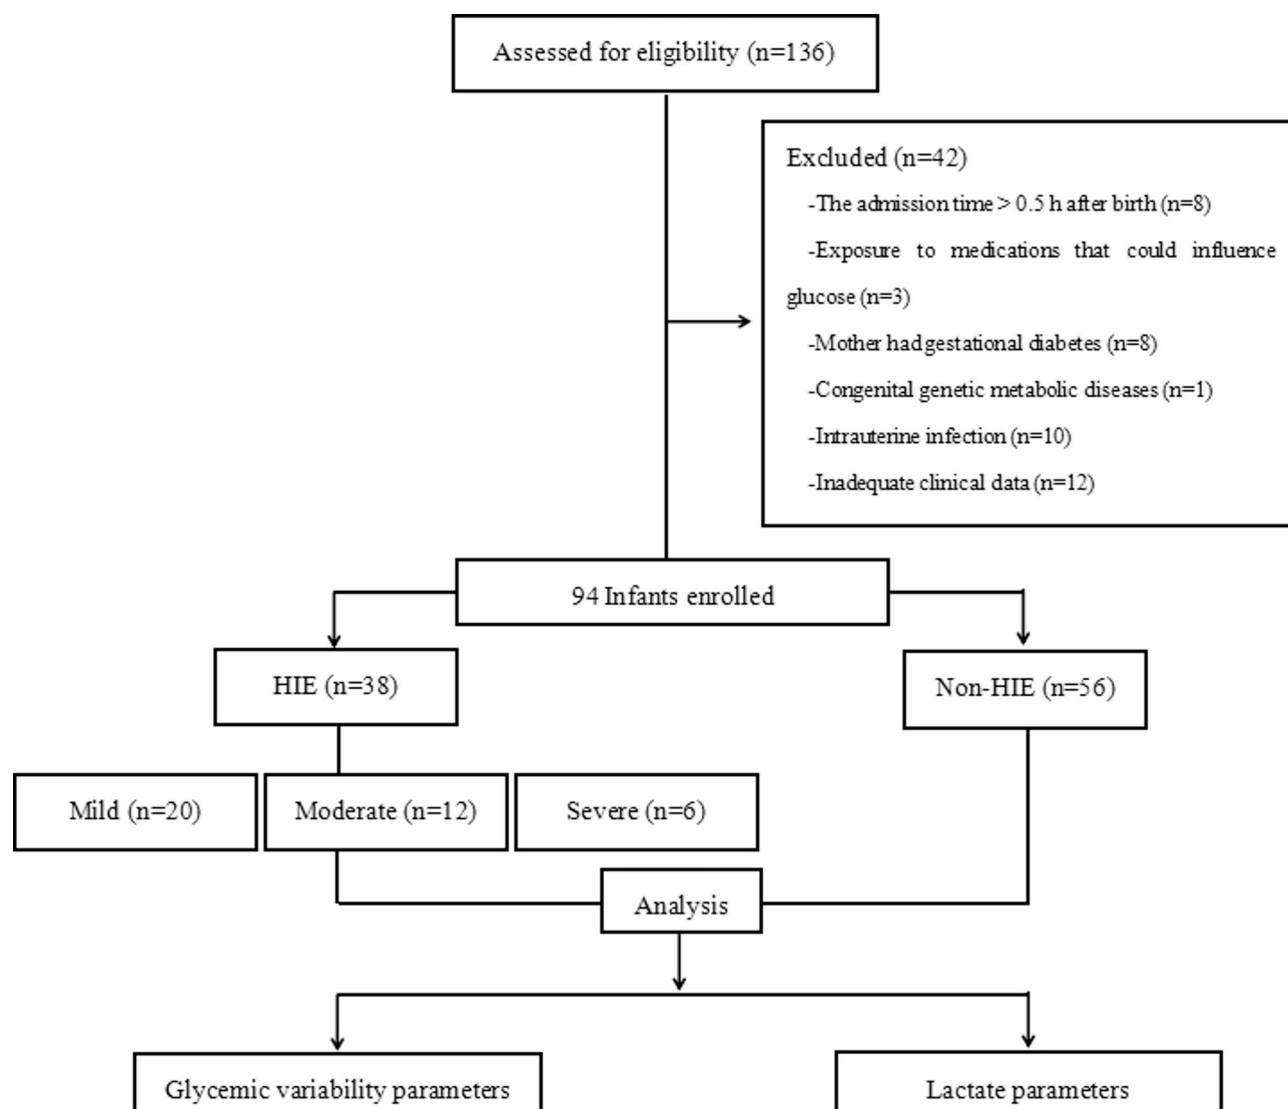 Assessed for eligibility (n=136)
Excluded (n=42)
-The admission time > 0.5 h after birth (n=8)
-Exposure to medications that could influence
glucose (n=3)
-Mother had gestational diabetes (n=8)
-Congenital genetic metabolic diseases (n=1)
-Intrauterine infection (n=10)
-Inadequate clinical data (n=12)
94 Infants enrolled
HIE (n=38)
Non-HIE (n=56)
Mild (n=20)
Moderate (n=12)
Severe (n=6)
Analysis
Glycemic variability parameters
Lactate parameters